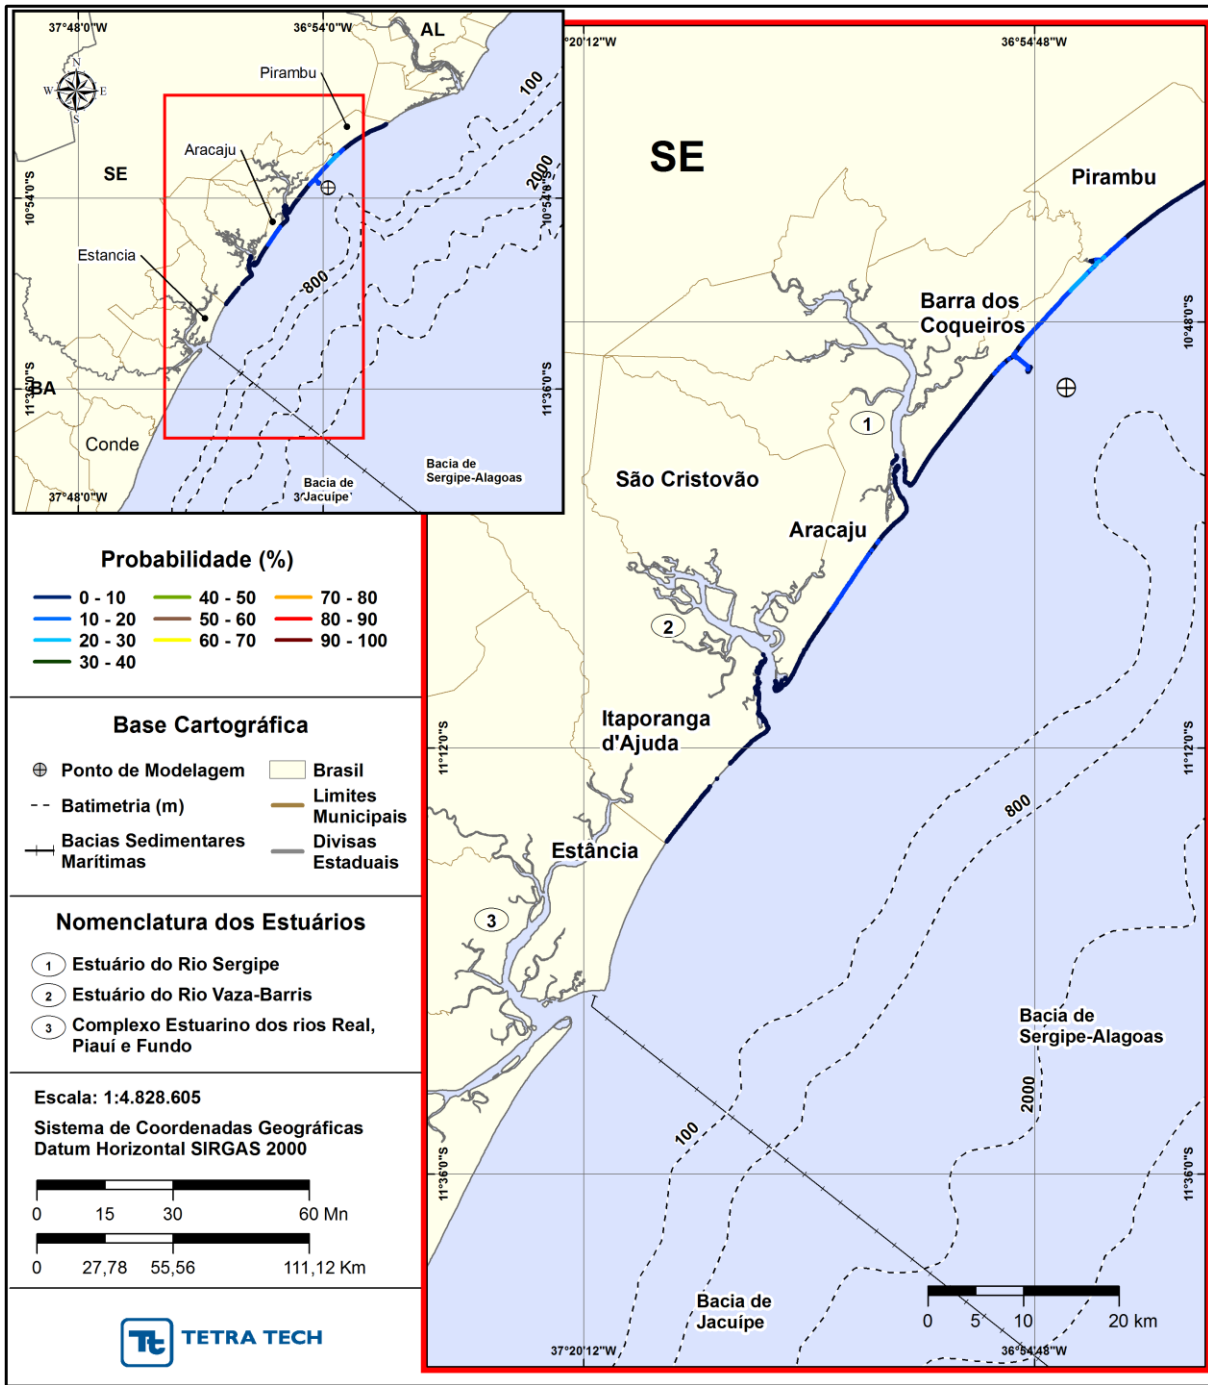 37°48'0"W
36°54'0"W
AL
N
W
E
S
Pirambu
100
Aracaju
2000
SE
10°54'0"S
10°54'0"S
Estancia
800
BA
11°36'0"S
11°36'0"S
Conde
Bacia de
Sergipe-Alagoas
Bacia de
Jacuípe
37°48'0"W
Probabilidade (%)
0 - 10
40 - 50
70 - 80
10 - 20
50 - 60
80 - 90
20 - 30
60 - 70
90 - 100
30 - 40
Base Cartográfica
Ponto de Modelagem
Brasil
Batimetria (m)
Limites
Municipais
Bacias Sedimentares
Marítimas
Divisas
Estaduais
Nomenclatura dos Estuários
1 Estuário do Rio Sergipe
2 Estuário do Rio Vaza-Barris
3 Complexo Estuarino dos rios Real,
Piauí e Fundo
Escala: 1:4.828.605
Sistema de Coordenadas Geográficas
Datum Horizontal SIRGAS 2000
0 15 30 60 Mn
0 27,78 55,56 111,12 Km
Tt TETRA TECH
°20'12"W
36°54'48"W
SE
Pirambu
Barra dos
Coqueiros
10°48'0"S
1
São Cristovão
Aracaju
2
Itaporanga
d'Ajuda
11°12'0"S
11°12'0"S
800
Estância
3
Bacia de
Sergipe-Alagoas
2000
100
11°36'0"S
11°36'0"S
Bacia de
Jacuípe
0 5 10 20 km
37°20'12"W
36°54'48"W